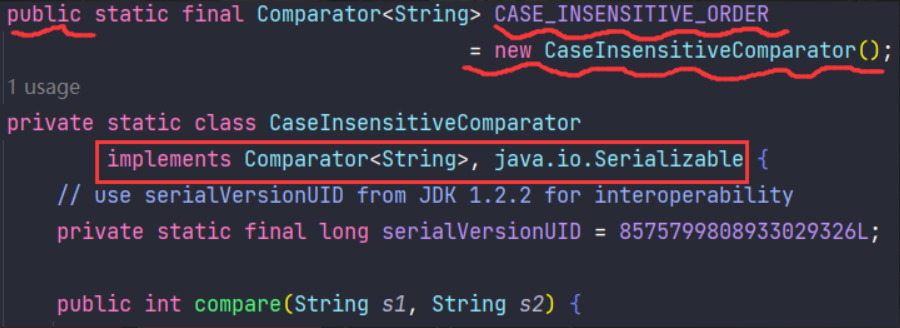 public static final Comparator<String> CASE_INSENSITIVE_ORDER
= new CaseInsensitiveComparator();
1 usage
private static class CaseInsensitiveComparator
implements Comparator<String>, java.io.Serializable {
// use serialVersionUID from JDK 1.2.2 for interoperability
private static final long serialVersionUID = 8575799808933029326L;
public int compare(String s1, String s2) {